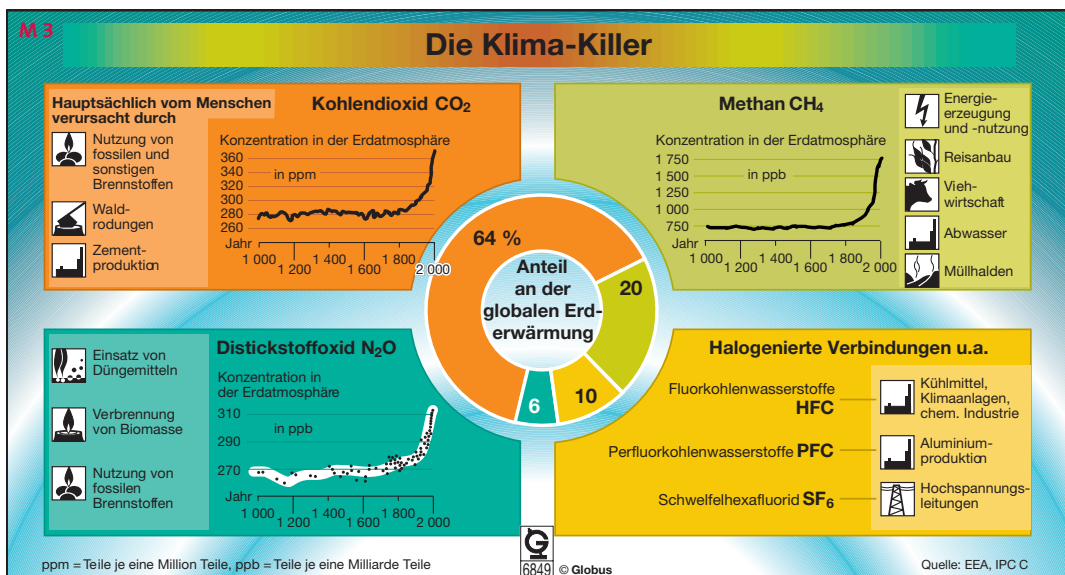 M 3
Die Klima-Killer
Hauptsächlich vom Menschen
verursacht durch
Nutzung von
fossilen und
sonstigen
Brennstoffen
Wald-
rodungen
Zement-
produktion
Kohlendioxid CO₂
Konzentration in der Erdatmosphäre
360
340
320
300
280
260
in ppm
Jahr
1 000
1 200
1 400
1 600
1 800
2 000
Methan CH₄
Konzentration in der Erdatmosphäre
1 750
1 500
1 250
1 000
750
in ppb
Jahr
1 000
1 200
1 400
1 600
1 800
2 000
Energie-
erzeugung
und -nutzung
Reisanbau
Vieh-
wirtschaft
Abwasser
Müllhalden
64 %
20
10
6
Anteil
an der
globalen Erd-
erwärmung
Einsatz von
Düngemitteln
Verbrennung
von Biomasse
Nutzung von
fossilen
Brennstoffen
Distickstoffoxid N₂O
Konzentration in
der Erdatmosphäre
310
290
270
in ppb
Jahr
1 000
1 200
1 400
1 600
1 800
2 000
Halogenierte Verbindungen u.a.
Fluorkohlenwasserstoffe
HFC
Kühlmittel,
Klimaanlagen,
chem. Industrie
Perfluorkohlenwasserstoffe PFC
Aluminium-
produktion
Schwefelhexafluorid SF₆
Hochspannungs-
leitungen
ppm = Teile je eine Million Teile, ppb = Teile je eine Milliarde Teile
G
6849
© Globus
Quelle: EEA, IPC C